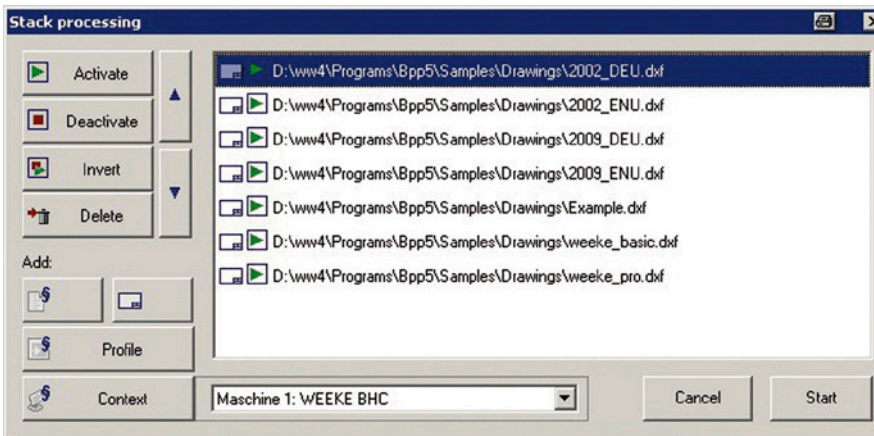 Stack processing
Activate
Deactivate
Invert
Delete
Add:
Profile
Context
D:\ww4\Programs\Bpp5\Samples\Drawings\2002_DEU.dxf
D:\ww4\Programs\Bpp5\Samples\Drawings\2002_ENU.dxf
D:\ww4\Programs\Bpp5\Samples\Drawings\2009_DEU.dxf
D:\ww4\Programs\Bpp5\Samples\Drawings\2009_ENU.dxf
D:\ww4\Programs\Bpp5\Samples\Drawings\Example.dxf
D:\ww4\Programs\Bpp5\Samples\Drawings\weeke_basic.dxf
D:\ww4\Programs\Bpp5\Samples\Drawings\weeke_pro.dxf
Maschine 1: WEEKE BHC
Cancel
Start